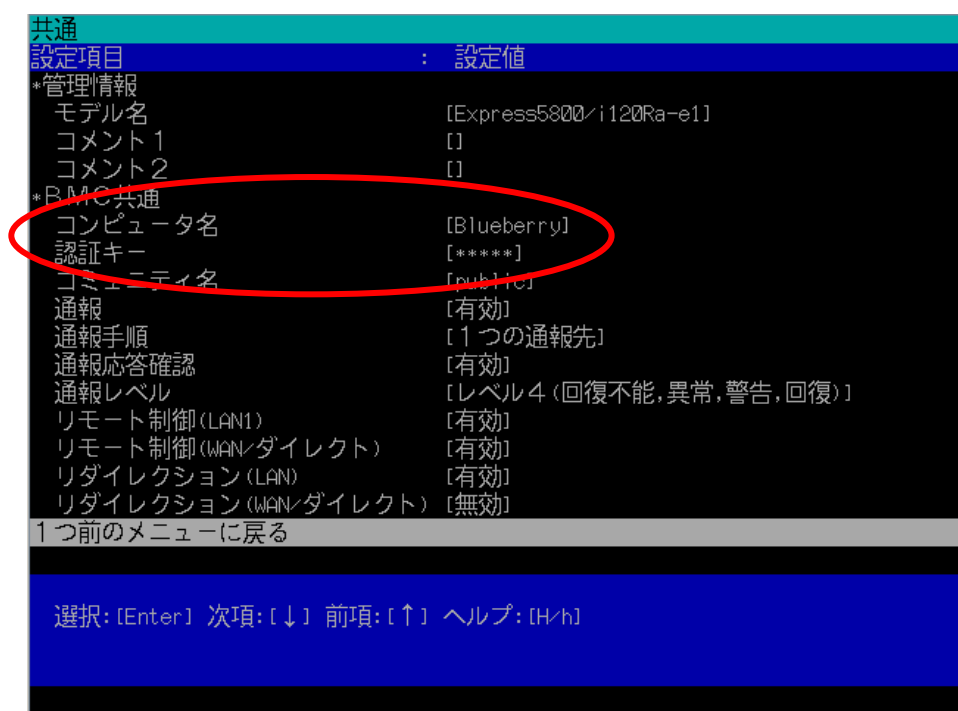 共通
設定項目 : 設定値
*管理情報
モデル名 [Express5800/i120Ra-e1]
コメント１ []
コメント２ []
*ＢＭＣ共通
コンピュータ名 [Blueberry]
認証キー [*****]
コミュニティ名 [public]
通報 [有効]
通報手順 [１つの通報先]
通報応答確認 [有効]
通報レベル [レベル４(回復不能,異常,警告,回復)]
リモート制御(LAN1) [有効]
リモート制御(WAN/ダイレクト) [有効]
リダイレクション(LAN) [有効]
リダイレクション(WAN/ダイレクト) [無効]
１つ前のメニューに戻る
選択:[Enter] 次項:[↓] 前項:[↑] ヘルプ:[H/h]